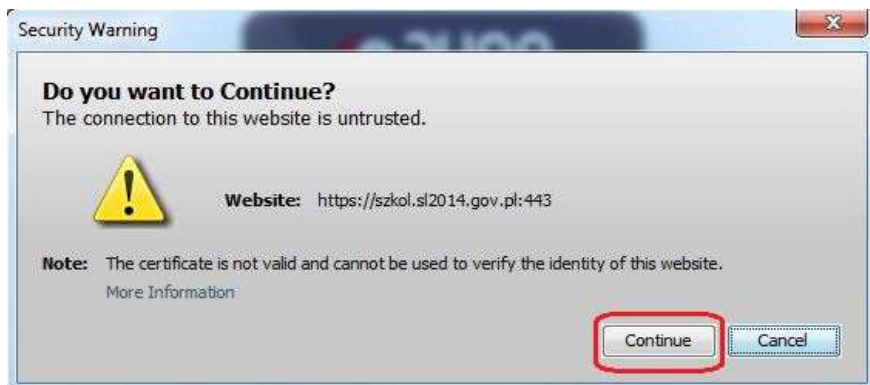 Security Warning
Do you want to Continue?
The connection to this website is untrusted.
Website: https://szkol.sl2014.gov.pl:443
Note: The certificate is not valid and cannot be used to verify the identity of this website.
More Information
Continue Cancel